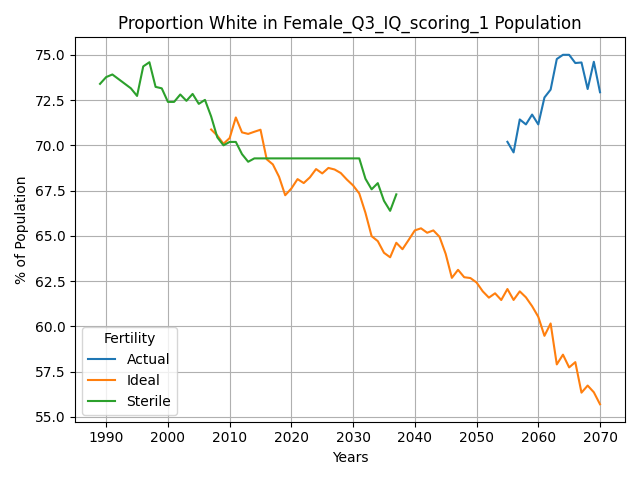 Proportion White in Female_Q3_IQ_scoring_1 Population
% of Population
75.0
72.5
70.0
67.5
65.0
62.5
60.0
57.5
55.0
Fertility
Actual
Ideal
Sterile
1990 2000 2010 2020 2030 2040 2050 2060 2070
Years